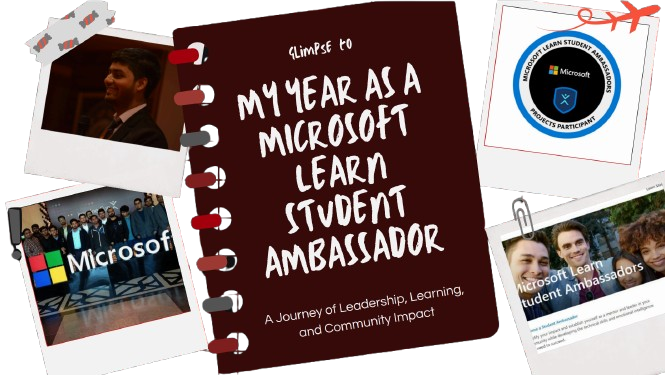 GLIMPSE TO
MY YEAR AS A
MICROSOFT
LEARN
STUDENT
AMBASSADOR
A Journey of Leadership, Learning,
and Community Impact
MICROSOFT LEARN STUDENT AMBASSADORS
Microsoft
PROJECTS PARTICIPANT
Microsoft
Microsoft Learn
Student Ambassadors